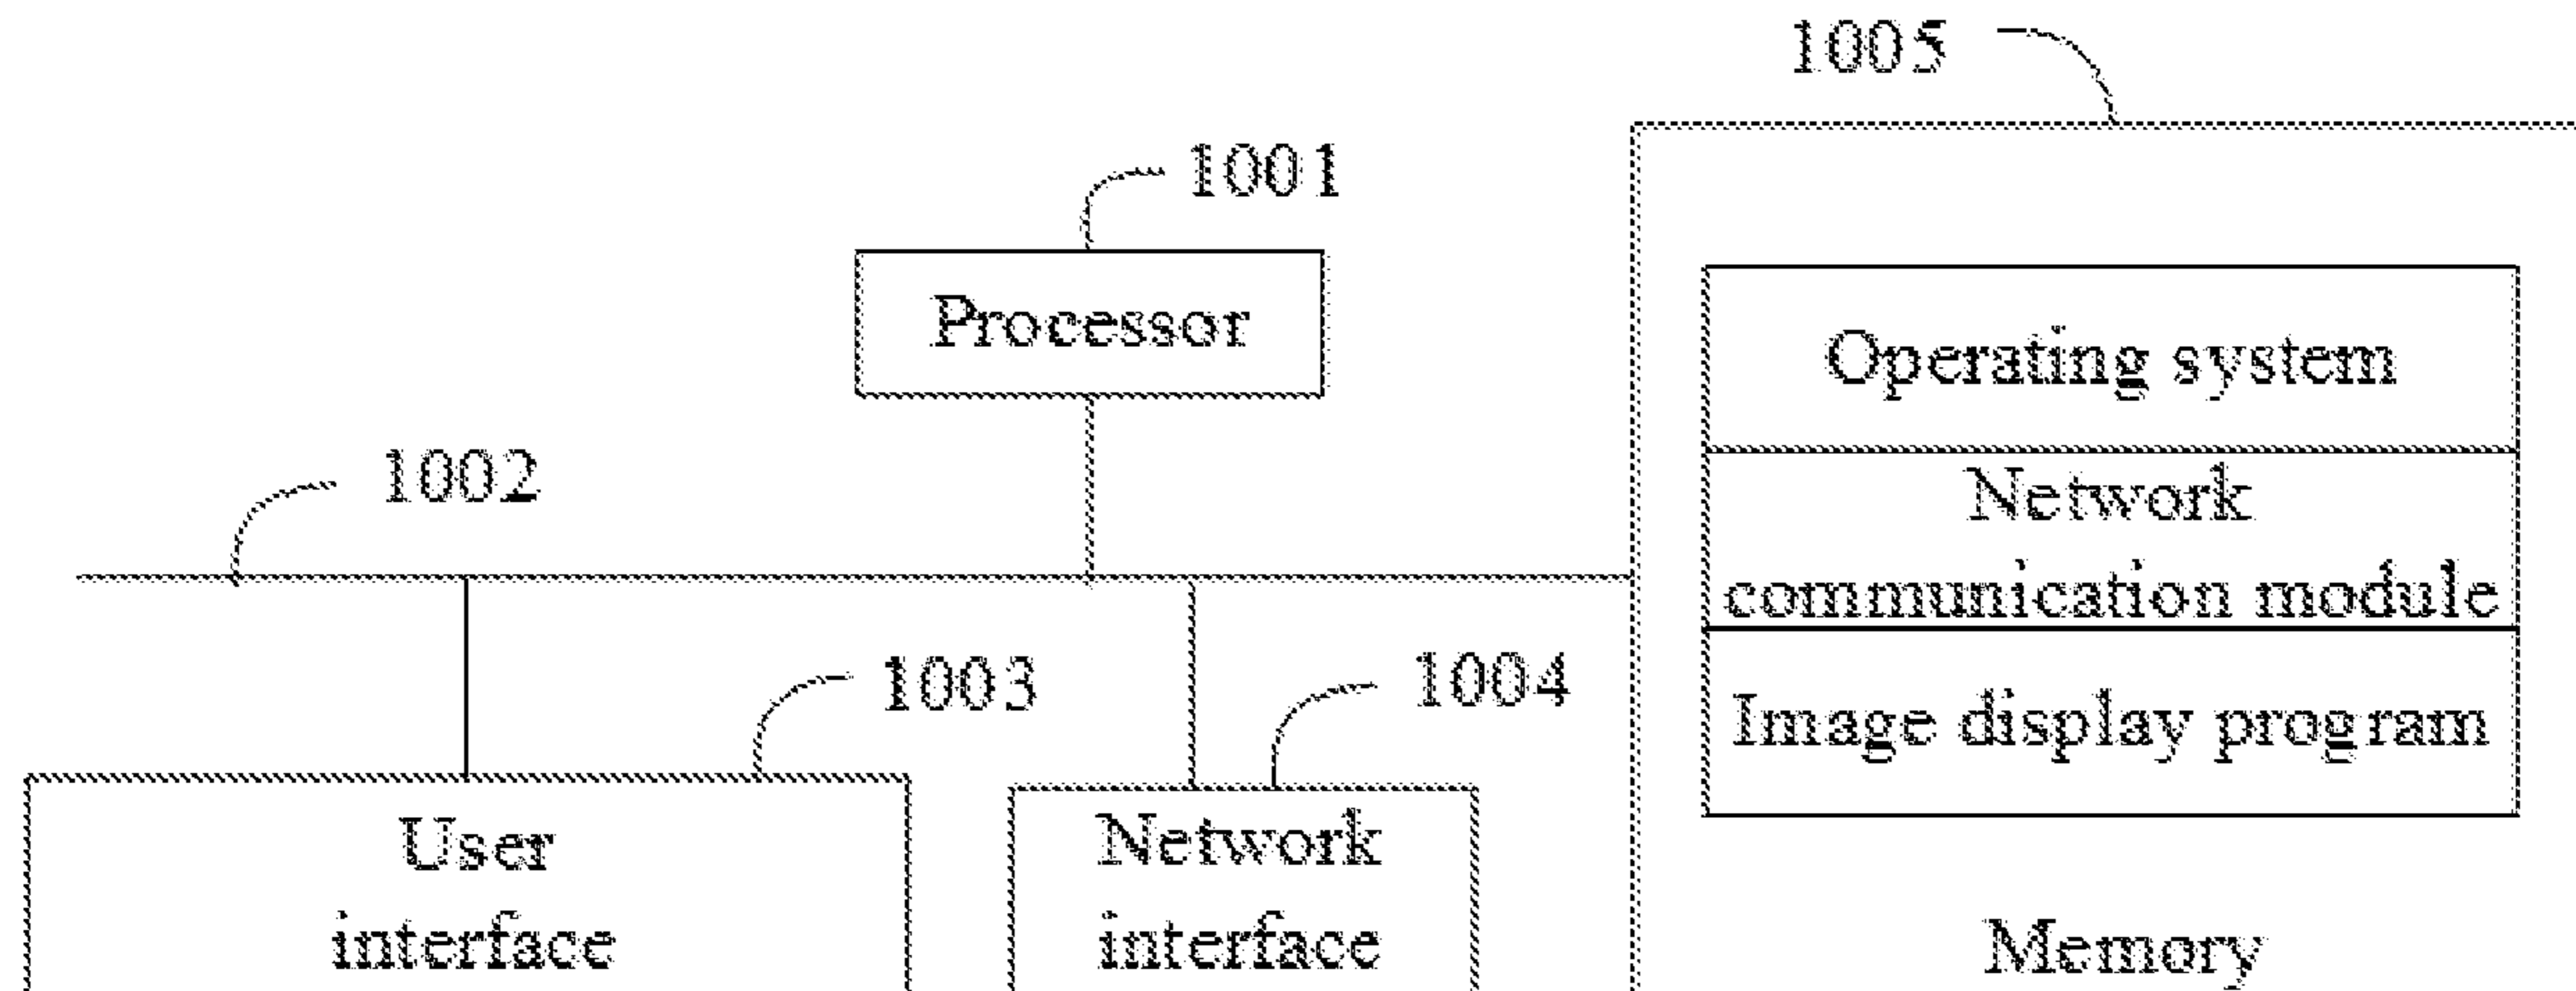 1005
1001
Processor
Operating system
1002
Network
communication module
1003
1004
Image display program
User
interface
Network
interface
Memory